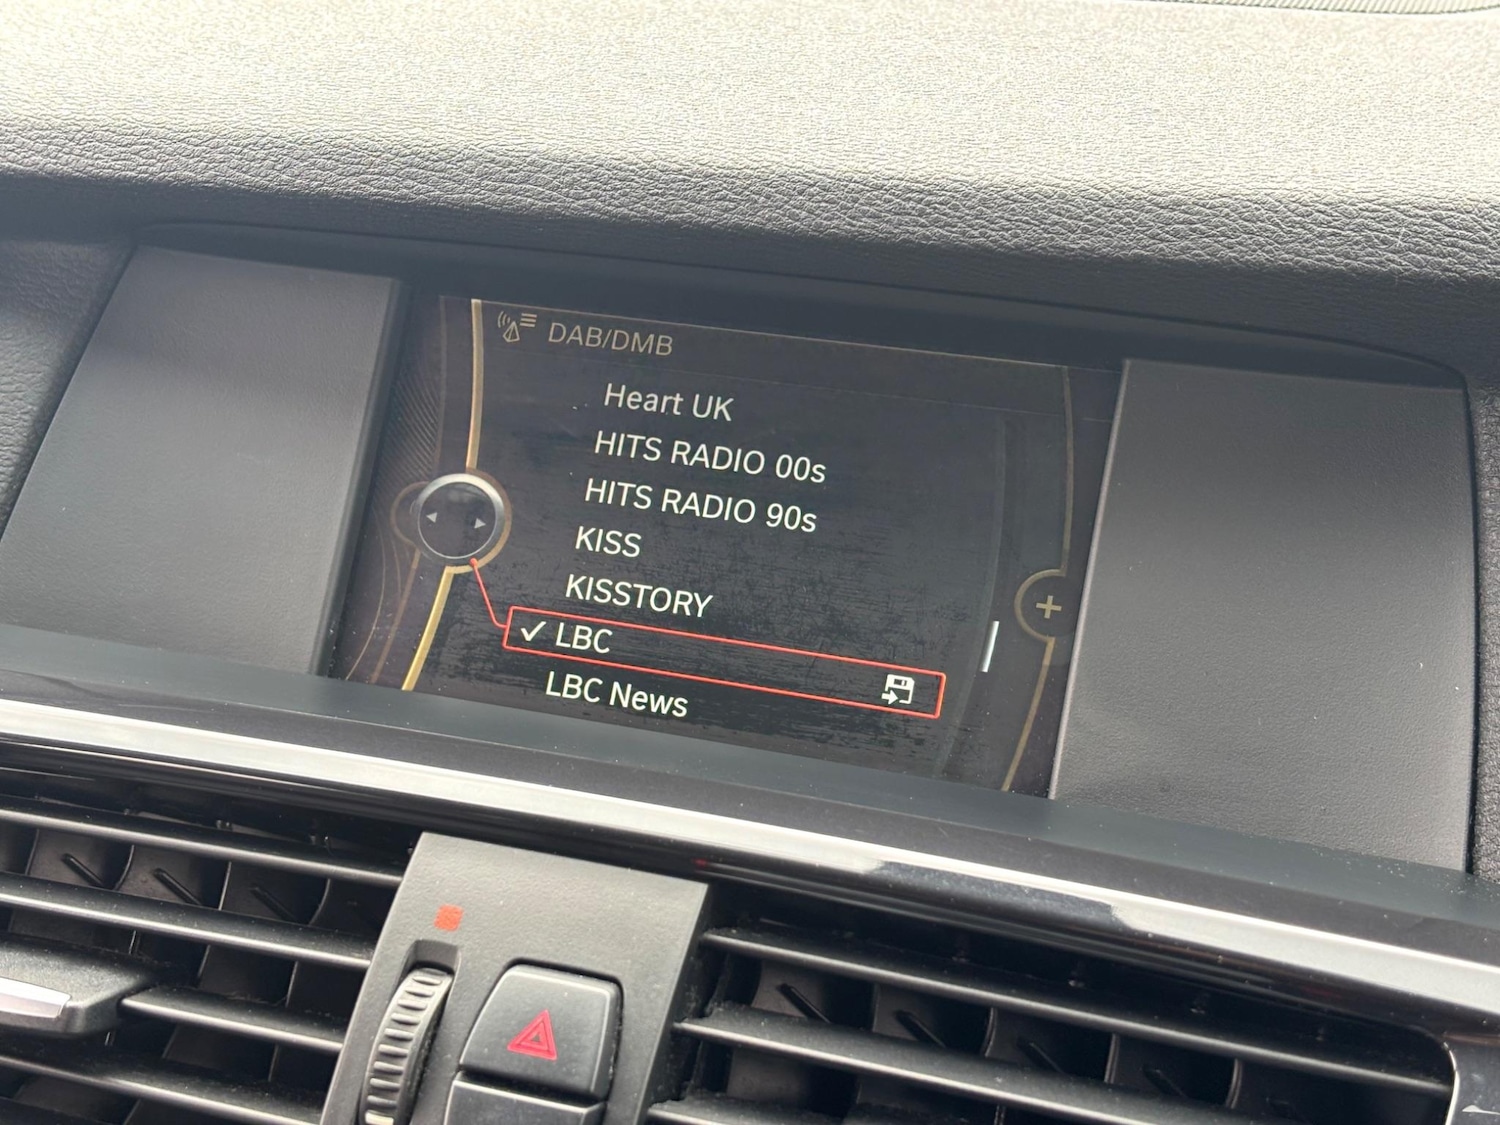 DAB/DMB
Heart UK
HITS RADIO 00s
HITS RADIO 90s
KISS
KISSTORY
✓ LBC
LBC News
+